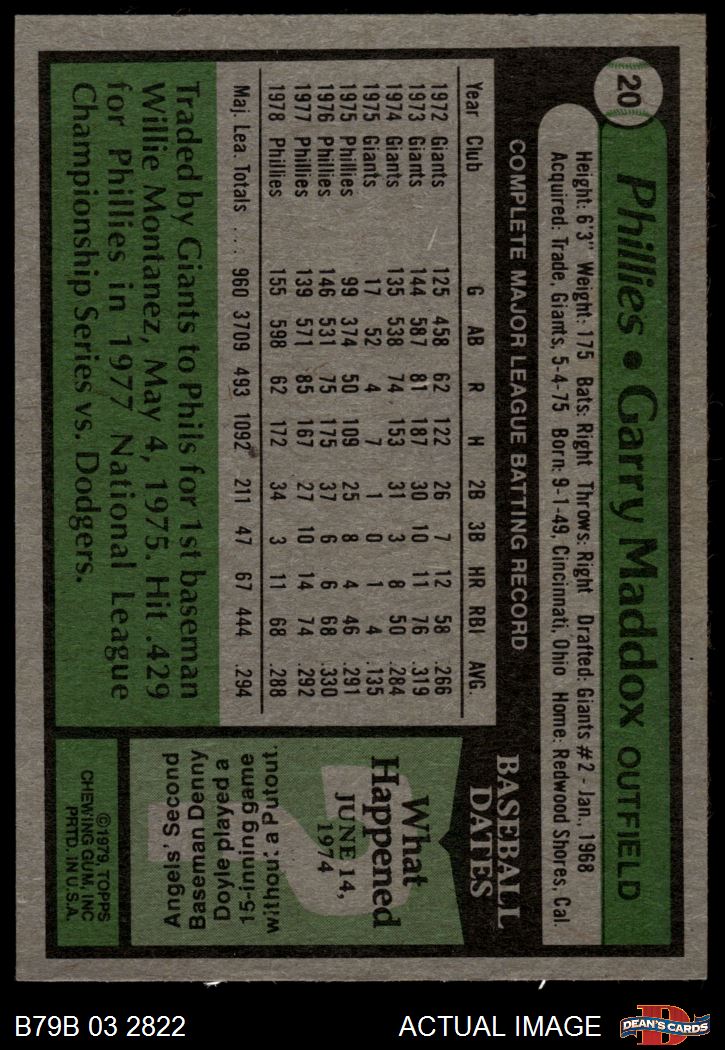 20
Phillies • Garry Maddox OUTFIELD
Height: 6'3" Weight: 175 Bats: Right Throws: Right Drafted: Giants #2 - Jan., 1968
Acquired: Trade, Giants, 5-4-75 Born: 9-1-49, Cincinnati, Ohio Home: Redwood Shores, Cal.
COMPLETE MAJOR LEAGUE BATTING RECORD
Year Club G AB R H 2B 3B HR RBI AVG.
1972 Giants 125 458 62 122 26 7 12 58 .266
1973 Giants 144 587 81 187 30 10 11 76 .319
1974 Giants 135 538 74 153 31 3 8 50 .284
1975 Giants 17 52 4 7 1 0 1 4 .135
1975 Phillies 99 374 50 109 25 8 4 46 .291
1976 Phillies 146 531 75 175 37 6 6 68 .330
1977 Phillies 139 571 85 167 27 10 14 74 .292
1978 Phillies 155 598 62 172 34 3 11 68 .288
Maj. Lea. Totals .... 960 3709 493 1092 211 47 67 444 .294
Traded by Giants to Phils for 1st baseman
Willie Montanez, May 4, 1975. Hit .429
for Phillies in 1977 National League
Championship Series vs. Dodgers.
BASEBALL
DATES
What
Happened
JUNE 14,
1974
Angels' Second
Baseman Denny
Doyle played a
15-inning game
without a Putout.
©1979, TOPPS
CHEWING GUM, INC
PRTD. IN U.S.A.
B79B 03 2822 ACTUAL IMAGE
D
DEAN'S CARDS